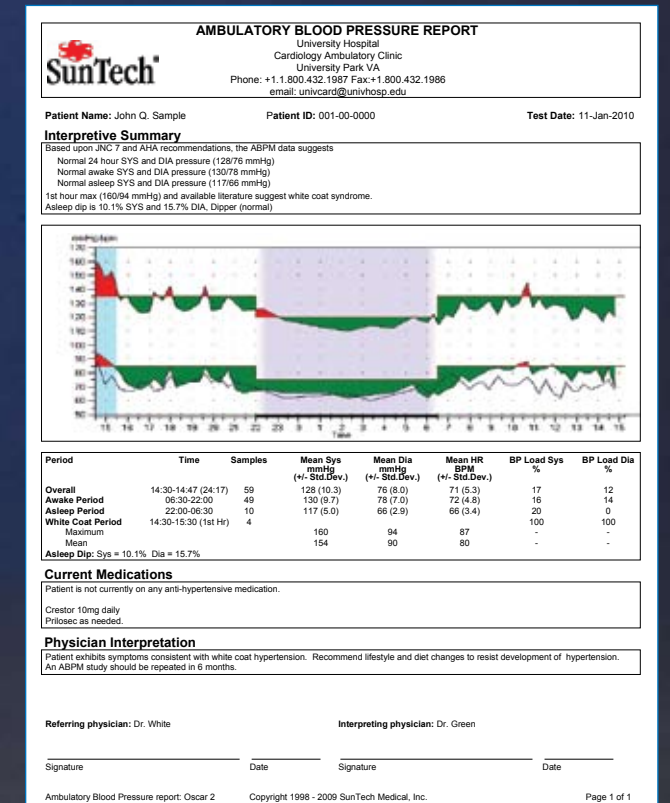 AMBULATORY BLOOD PRESSURE REPORT
SunTech
University Hospital
Cardiology Ambulatory Clinic
University Park VA
Phone: +1.1.800.432.1987 Fax:+1.800.432.1986
email: univcard@univhosp.edu
Patient Name: John Q. Sample Patient ID: 001-00-0000 Test Date: 11-Jan-2010
Interpretive Summary
Based upon JNC 7 and AHA recommendations, the ABPM data suggests
Normal 24 hour SYS and DIA pressure (128/76 mmHg)
Normal awake SYS and DIA pressure (130/78 mmHg)
Normal asleep SYS and DIA pressure (117/66 mmHg)
1st hour max (160/94 mmHg) and available literature suggest white coat syndrome.
Asleep dip is 10.1% SYS and 15.7% DIA, Dipper (normal)
170
160
150
140
130
120
110
100
90
80
70
60
50
15 16 17 18 19 20 21 22 23 0 1 2 3 4 5 6 7 8 9 10 11 12 13 14 15
Time
Period Time Samples Mean Sys Mean Dia Mean HR BP Load Sys BP Load Dia
mmHg mmHg BPM % %
(+/- Std.Dev.) (+/- Std.Dev.) (+/- Std.Dev.)
Overall 14:30-14:47 (24:17) 59 128 (10.3) 76 (8.0) 71 (5.3) 17 12
Awake Period 06:30-22:00 49 130 (9.7) 78 (7.0) 72 (4.8) 16 14
Asleep Period 22:00-06:30 10 117 (5.0) 66 (2.9) 66 (3.4) 20 0
White Coat Period 14:30-15:30 (1st Hr) 4 100 100
Maximum 160 94 87 - -
Mean 154 90 80 - -
Asleep Dip: Sys = 10.1% Dia = 15.7%
Current Medications
Patient is not currently on any anti-hypertensive medication.
Crestor 10mg daily
Prilosec as needed.
Physician Interpretation
Patient exhibits symptoms consistent with white coat hypertension. Recommend lifestyle and diet changes to resist development of hypertension.
An ABPM study should be repeated in 6 months.
Referring physician: Dr. White Interpreting physician: Dr. Green
Signature Date Signature Date
Ambulatory Blood Pressure report: Oscar 2 Copyright 1998 - 2009 SunTech Medical, Inc. Page 1 of 1